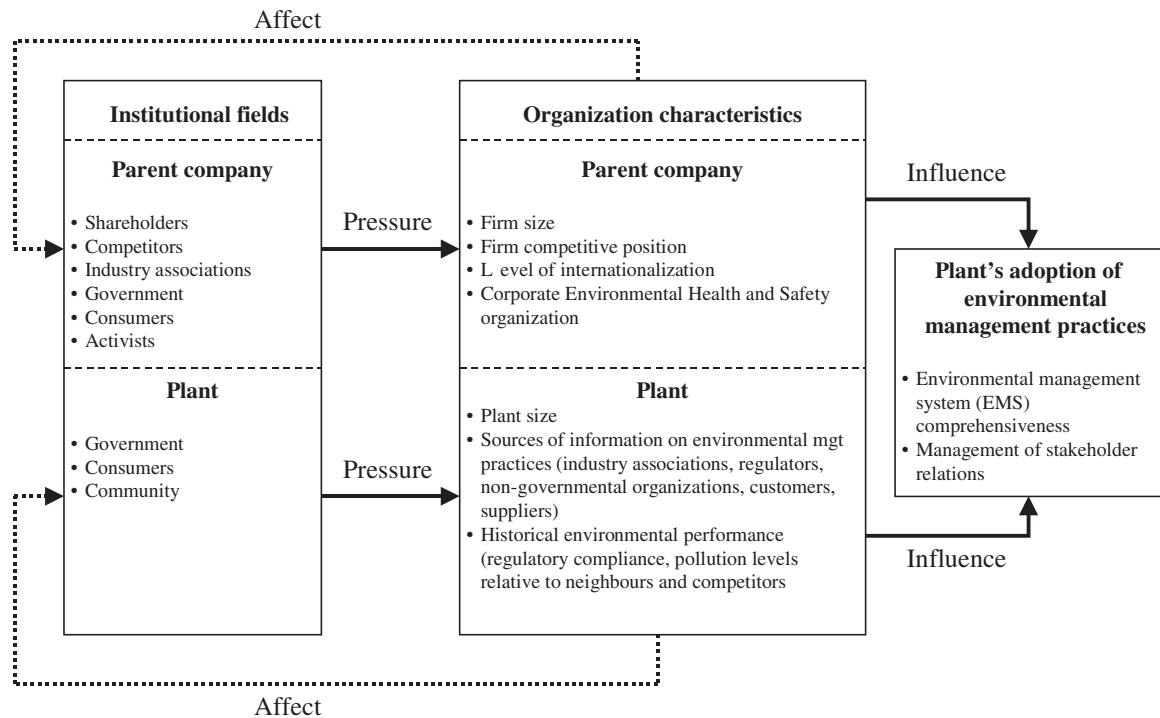 Affect
Institutional fields
Parent company
• Shareholders
• Competitors
• Industry associations
• Government
• Consumers
• Activists
Plant
• Government
• Consumers
• Community
Pressure
Pressure
Organization characteristics
Parent company
• Firm size
• Firm competitive position
• L evel of internationalization
• Corporate Environmental Health and Safety
organization
Plant
• Plant size
• Sources of information on environmental mgt
practices (industry associations, regulators,
non-governmental organizations, customers,
suppliers)
• Historical environmental performance
(regulatory compliance, pollution levels
relative to neighbours and competitors
Influence
Plant's adoption of
environmental
management practices
• Environmental management
system (EMS)
comprehensiveness
• Management of stakeholder
relations
Influence
Affect